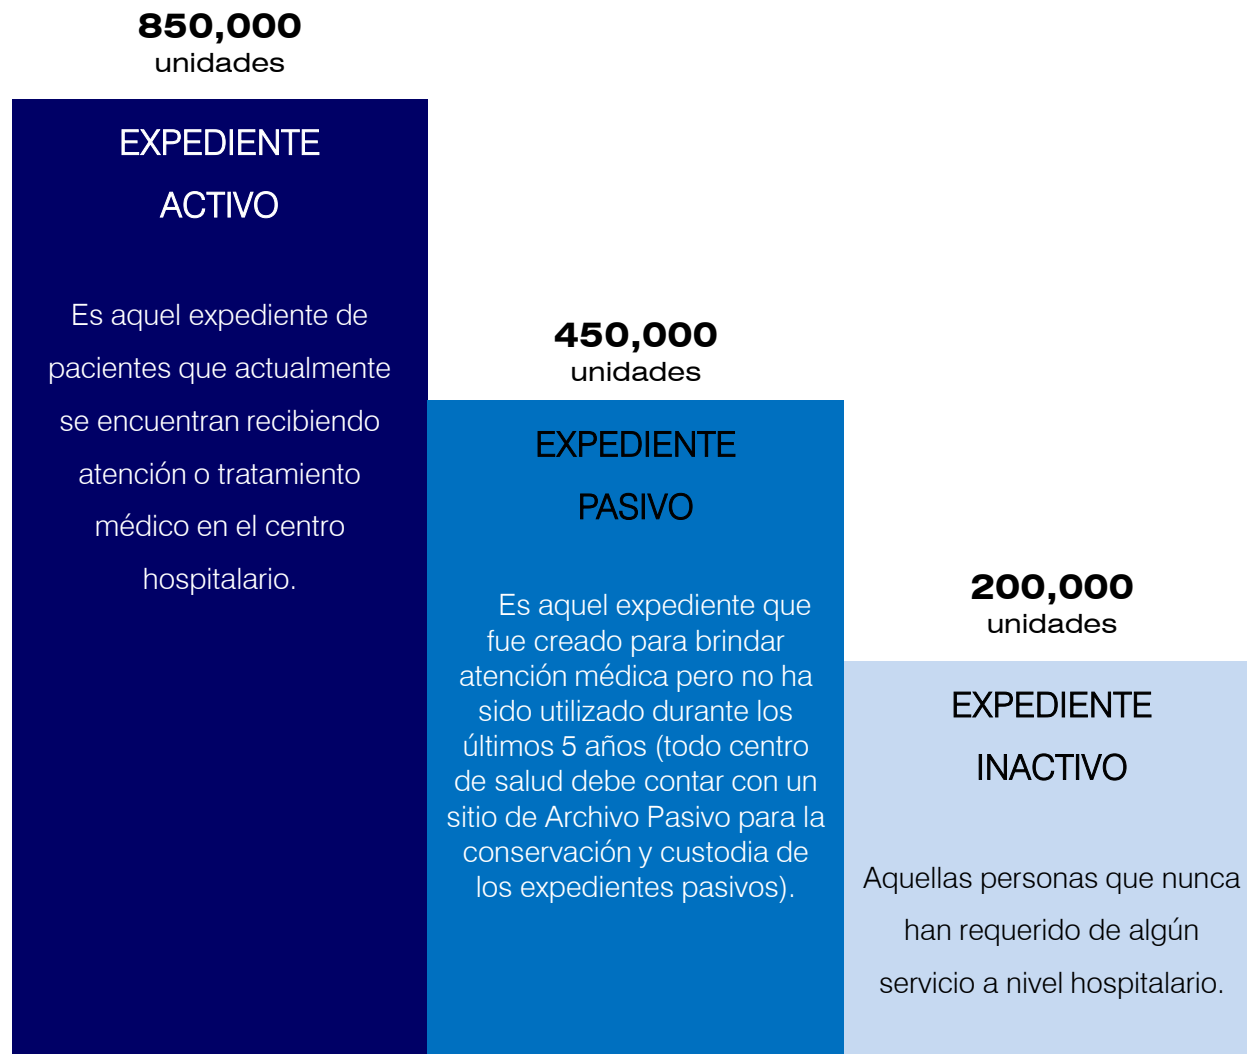 850,000
unidades
EXPEDIENTE
ACTIVO
Es aquel expediente de
pacientes que actualmente
se encuentran recibiendo
atención o tratamiento
médico en el centro
hospitalario.
450,000
unidades
EXPEDIENTE
PASIVO
Es aquel expediente que
fue creado para brindar
atención médica pero no ha
sido utilizado durante los
últimos 5 años (todo centro
de salud debe contar con un
sitio de Archivo Pasivo para la
conservación y custodia de
los expedientes pasivos).
200,000
unidades
EXPEDIENTE
INACTIVO
Aquellas personas que nunca
han requerido de algún
servicio a nivel hospitalario.